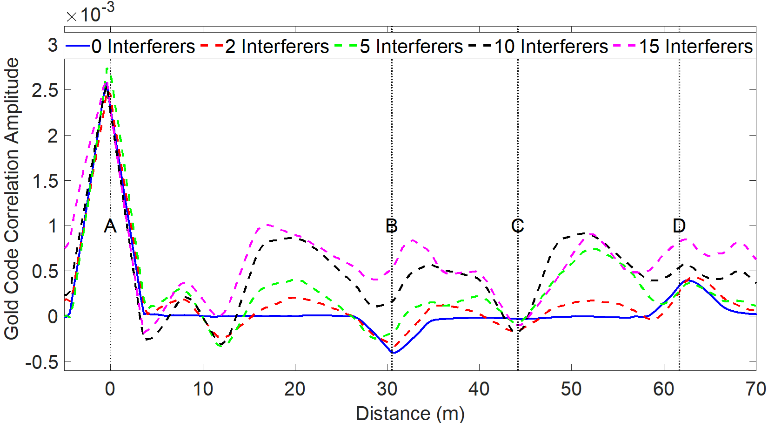 ×10⁻³
0 Interferers 2 Interferers 5 Interferers 10 Interferers 15 Interferers
Gold Code Correlation Amplitude
3
2.5
2
1.5
1
0.5
0
-0.5
A B C D
0 10 20 30 40 50 60 70
Distance (m)